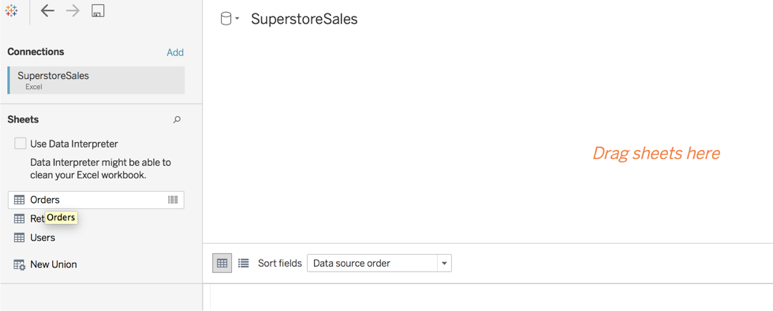 SuperstoreSales
Connections
Add
SuperstoreSales
Excel
Sheets
Use Data Interpreter
Data Interpreter might be able to
clean your Excel workbook.
Orders
Ret
Orders
Users
New Union
Drag sheets here
Sort fields
Data source order